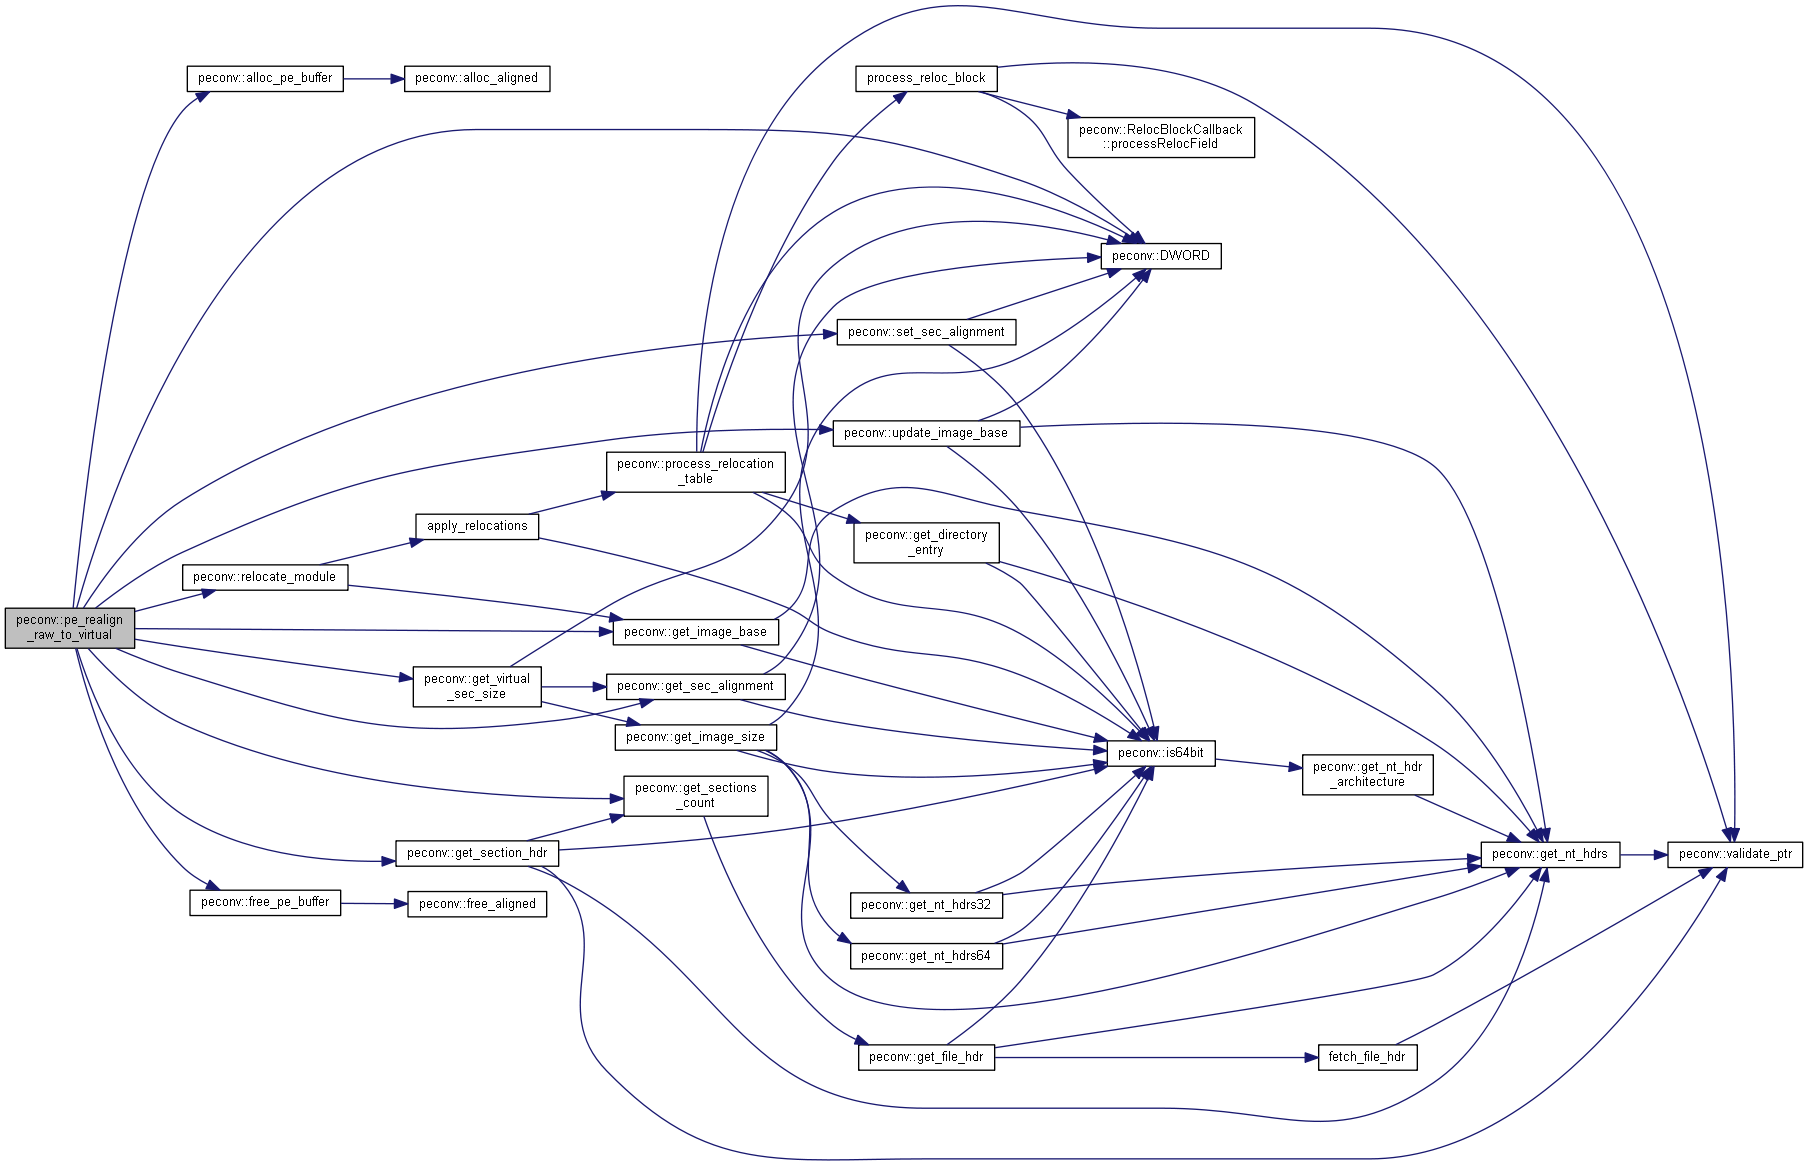 peconv::alloc_pe_buffer
peconv::alloc_aligned
process_reloc_block
peconv::RelocBlockCallback
::processRelocField
peconv::DWORD
peconv::set_sec_alignment
peconv::update_image_base
peconv::process_relocation
_table
apply_relocations
peconv::get_directory
_entry
peconv::relocate_module
peconv::pe_realign
_raw_to_virtual
peconv::get_image_base
peconv::get_virtual
_sec_size
peconv::get_sec_alignment
peconv::get_image_size
peconv::is64bit
peconv::get_nt_hdr
_architecture
peconv::get_sections
_count
peconv::get_section_hdr
peconv::get_nt_hdrs
peconv::validate_ptr
peconv::free_pe_buffer
peconv::free_aligned
peconv::get_nt_hdrs32
peconv::get_nt_hdrs64
peconv::get_file_hdr
fetch_file_hdr